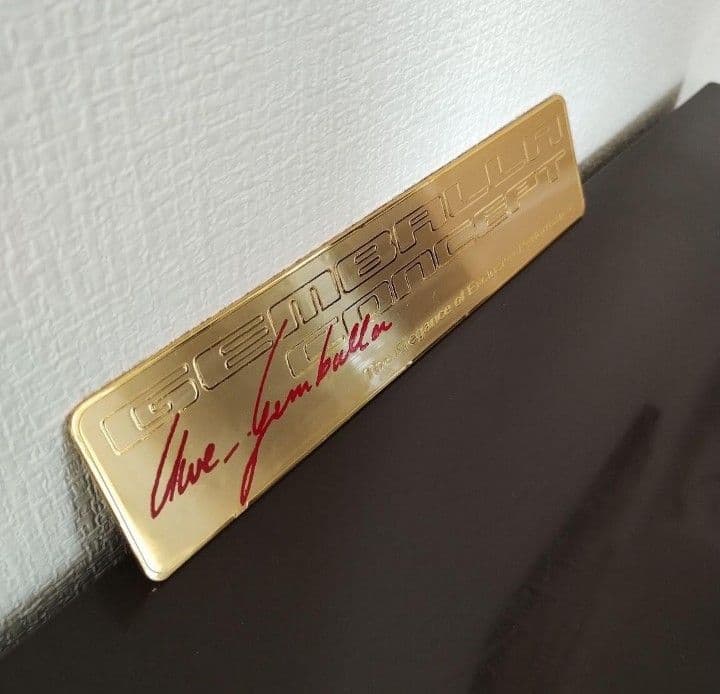 GEMBALLA
CONCEPT
The Elegance of
Uwe Gemballa